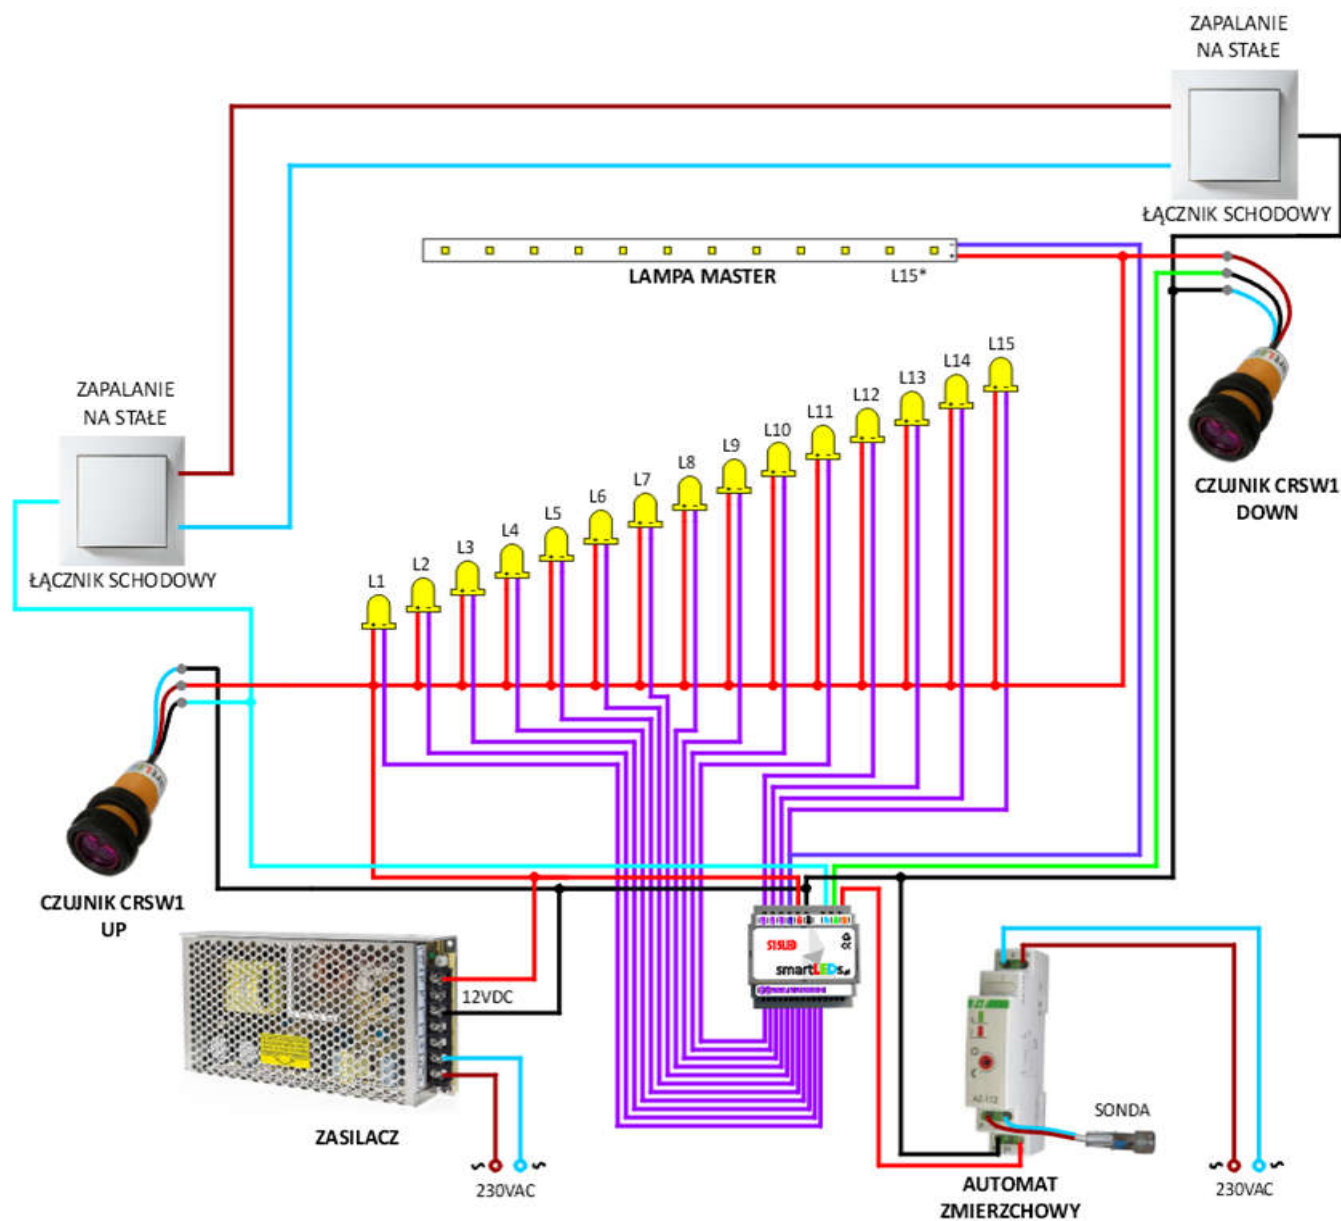 ZAPALANIE
NA STAŁE
ŁĄCZNIK SCHODOWY
LAMPA MASTER
L15*
ZAPALANIE
NA STAŁE
ŁĄCZNIK SCHODOWY
L1
L2
L3
L4
L5
L6
L7
L8
L9
L10
L11
L12
L13
L14
L15
CZUJNIK CRSW1
DOWN
CZUJNIK CRSW1
UP
smartLEDs.pl
12VDC
ZASILACZ
230VAC
SONDA
AUTOMAT
ZMIERZCHOWY
230VAC